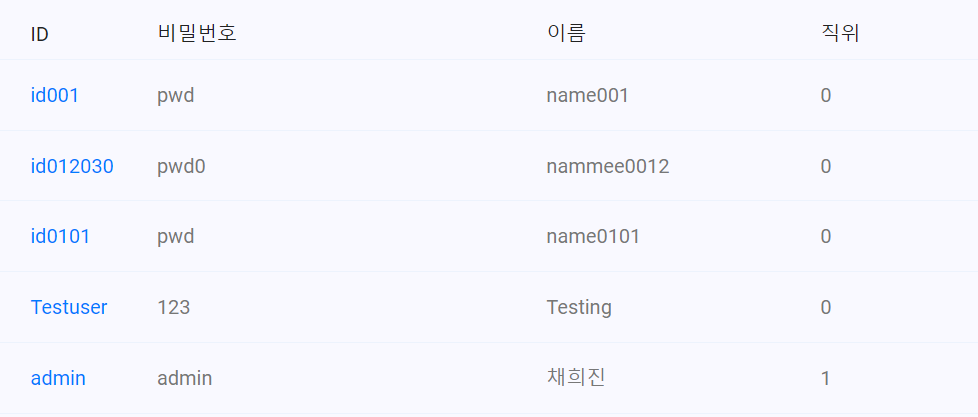 ID 비밀번호 이름 직위
id001 pwd name001 0
id012030 pwd0 nammee0012 0
id0101 pwd name0101 0
Testuser 123 Testing 0
admin admin 채희진 1